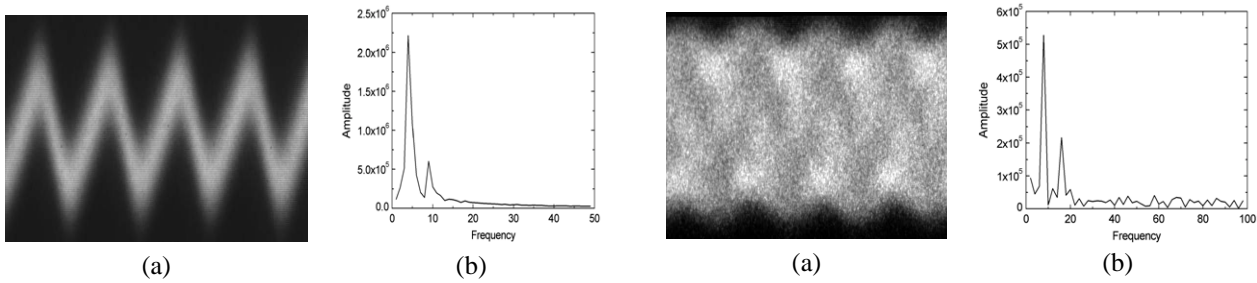 2.5x10⁶
2.0x10⁶
1.5x10⁶
1.0x10⁶
5.0x10⁵
0.0
Amplitude
0 10 20 30 40 50
Frequency
(a)
(b)
6x10⁵
5x10⁵
4x10⁵
3x10⁵
2x10⁵
1x10⁵
0
Amplitude
0 20 40 60 80 100
Frequency
(a)
(b)